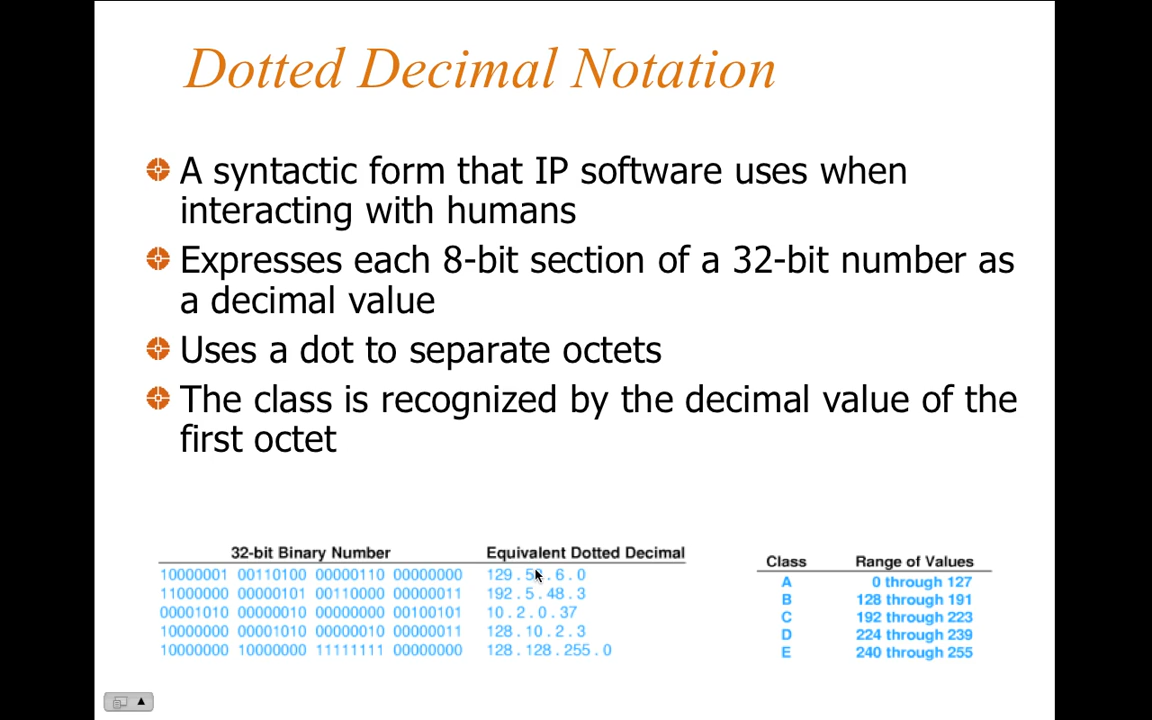 Dotted Decimal Notation
A syntactic form that IP software uses when
interacting with humans
Expresses each 8-bit section of a 32-bit number as
a decimal value
Uses a dot to separate octets
The class is recognized by the decimal value of the
first octet
32-bit Binary Number Equivalent Dotted Decimal
10000001 00110100 00000110 00000000 129 . . 6 . 0
11000000 00000101 00110000 00000011 192 . 5 . 48 . 3
00001010 00000010 00000000 00100101 10 . 2 . 0 . 37
10000000 00001010 00000010 00000011 128 . 10 . 2 . 3
10000000 10000000 11111111 00000000 128 . 128 . 255 . 0
Class Range of Values
A 0 through 127
B 128 through 191
C 192 through 223
D 224 through 239
E 240 through 255